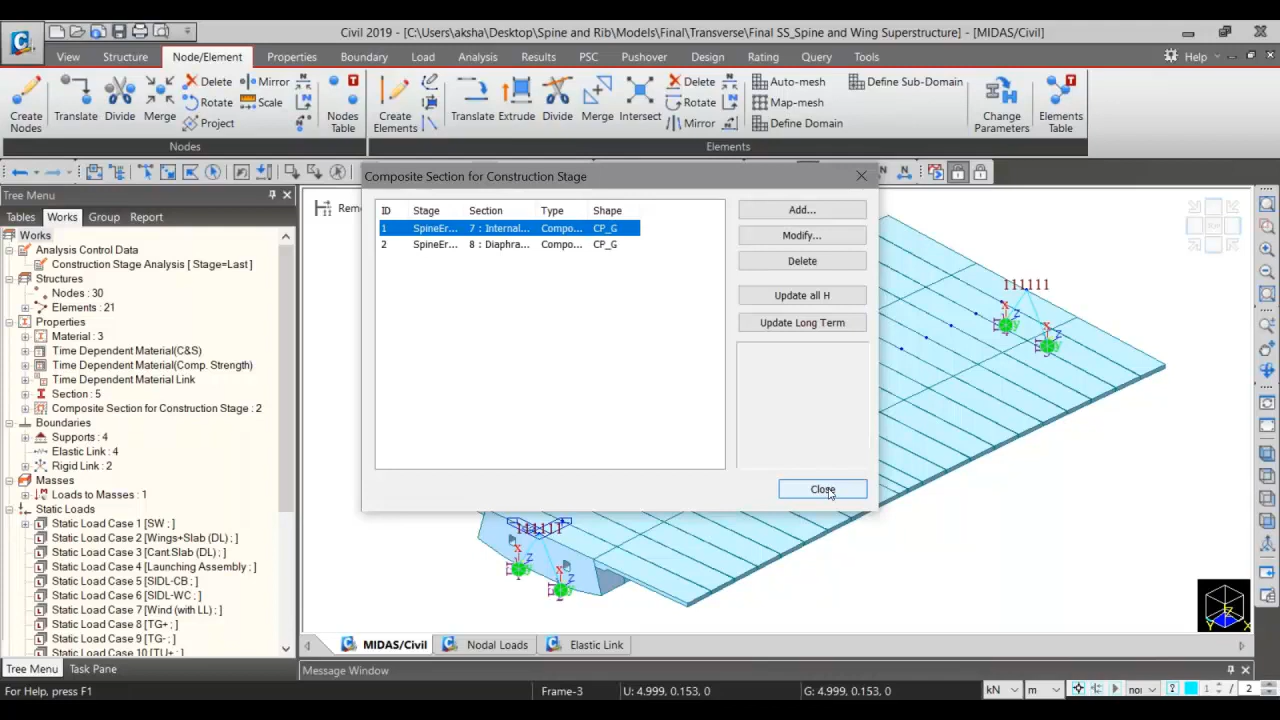 Civil 2019 - [C:\Users\aksha\Desktop\Spine and Rib\Models\Final\Transverse\Final SS_Spine and Wing Superstructure] - [MIDAS/Civil]
View Structure Node/Element Properties Boundary Load Analysis Results PSC Pushover Design Rating Query Tools Help
Create Nodes
Translate
Divide
Merge
Delete
Rotate
Project
Mirror
Scale
Nodes Table
Create Elements
Translate
Extrude
Divide
Merge
Intersect
Delete
Rotate
Mirror
Auto-mesh
Map-mesh
Define Domain
Define Sub-Domain
Change Parameters
Elements Table
Nodes
Elements
Tree Menu
Tables Works Group Report
Works
Analysis Control Data
Construction Stage Analysis [ Stage=Last ]
Structures
Nodes : 30
Elements : 21
Properties
Material : 3
Time Dependent Material(C&S)
Time Dependent Material(Comp. Strength)
Time Dependent Material Link
Section : 5
Composite Section for Construction Stage : 2
Boundaries
Supports : 4
Elastic Link : 4
Rigid Link : 2
Masses
Loads to Masses : 1
Static Loads
Static Load Case 1 [SW ; ]
Static Load Case 2 [Wings+Slab (DL) ; ]
Static Load Case 3 [Cant.Slab (DL) ; ]
Static Load Case 4 [Launching Assembly ; ]
Static Load Case 5 [SIDL-CB ; ]
Static Load Case 6 [SIDL-WC ; ]
Static Load Case 7 [Wind (with LL) ; ]
Static Load Case 8 [TG+ ; ]
Static Load Case 9 [TG- ; ]
Static Load Case 10 [TU+ ; ]
Tree Menu Task Pane
Composite Section for Construction Stage
ID Stage Section Type Shape
1 SpineEr... 7 : Internal... Compo... CP_G
2 SpineEr... 8 : Diaphra... Compo... CP_G
Add...
Modify...
Delete
Update all H
Update Long Term
Close
111111
111111
MIDAS/Civil Nodal Loads Elastic Link
Message Window
For Help, press F1
Frame-3
U: 4.999, 0.153, 0
G: 4.999, 0.153, 0
kN
m
1 / 2